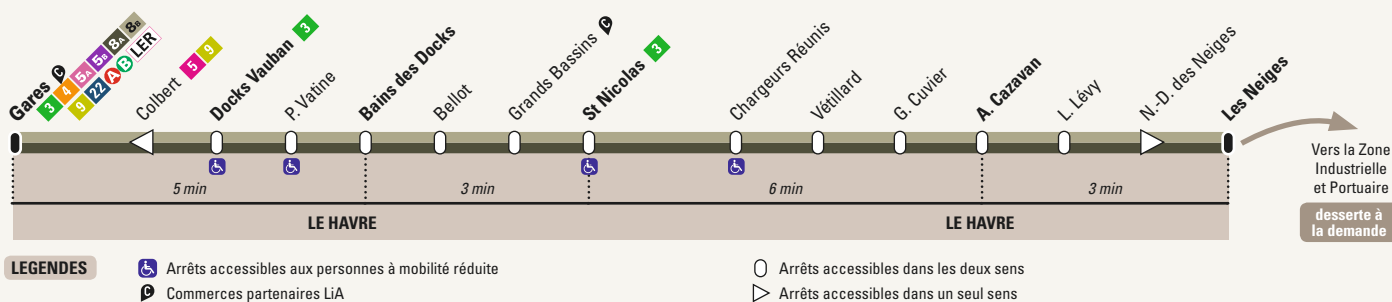 Gares C
3 4 5A 5B 8A 8B
9 22 A B LER
Colbert 5 9
Docks Vauban 3
P. Vatine
Bains des Docks
Bellot
Grands Bassins C
St Nicolas 3
Chargeurs Réunis
Vétillard
G. Cuvier
A. Cazavan
L. Lévy
N.-D. des Neiges
Les Neiges
Vers la Zone
Industrielle
et Portuaire
desserte à
la demande
5 min
3 min
6 min
3 min
LE HAVRE
LE HAVRE
LEGENDES
Arrêts accessibles aux personnes à mobilité réduite
C Commerces partenaires LiA
Arrêts accessibles dans les deux sens
Arrêts accessibles dans un seul sens